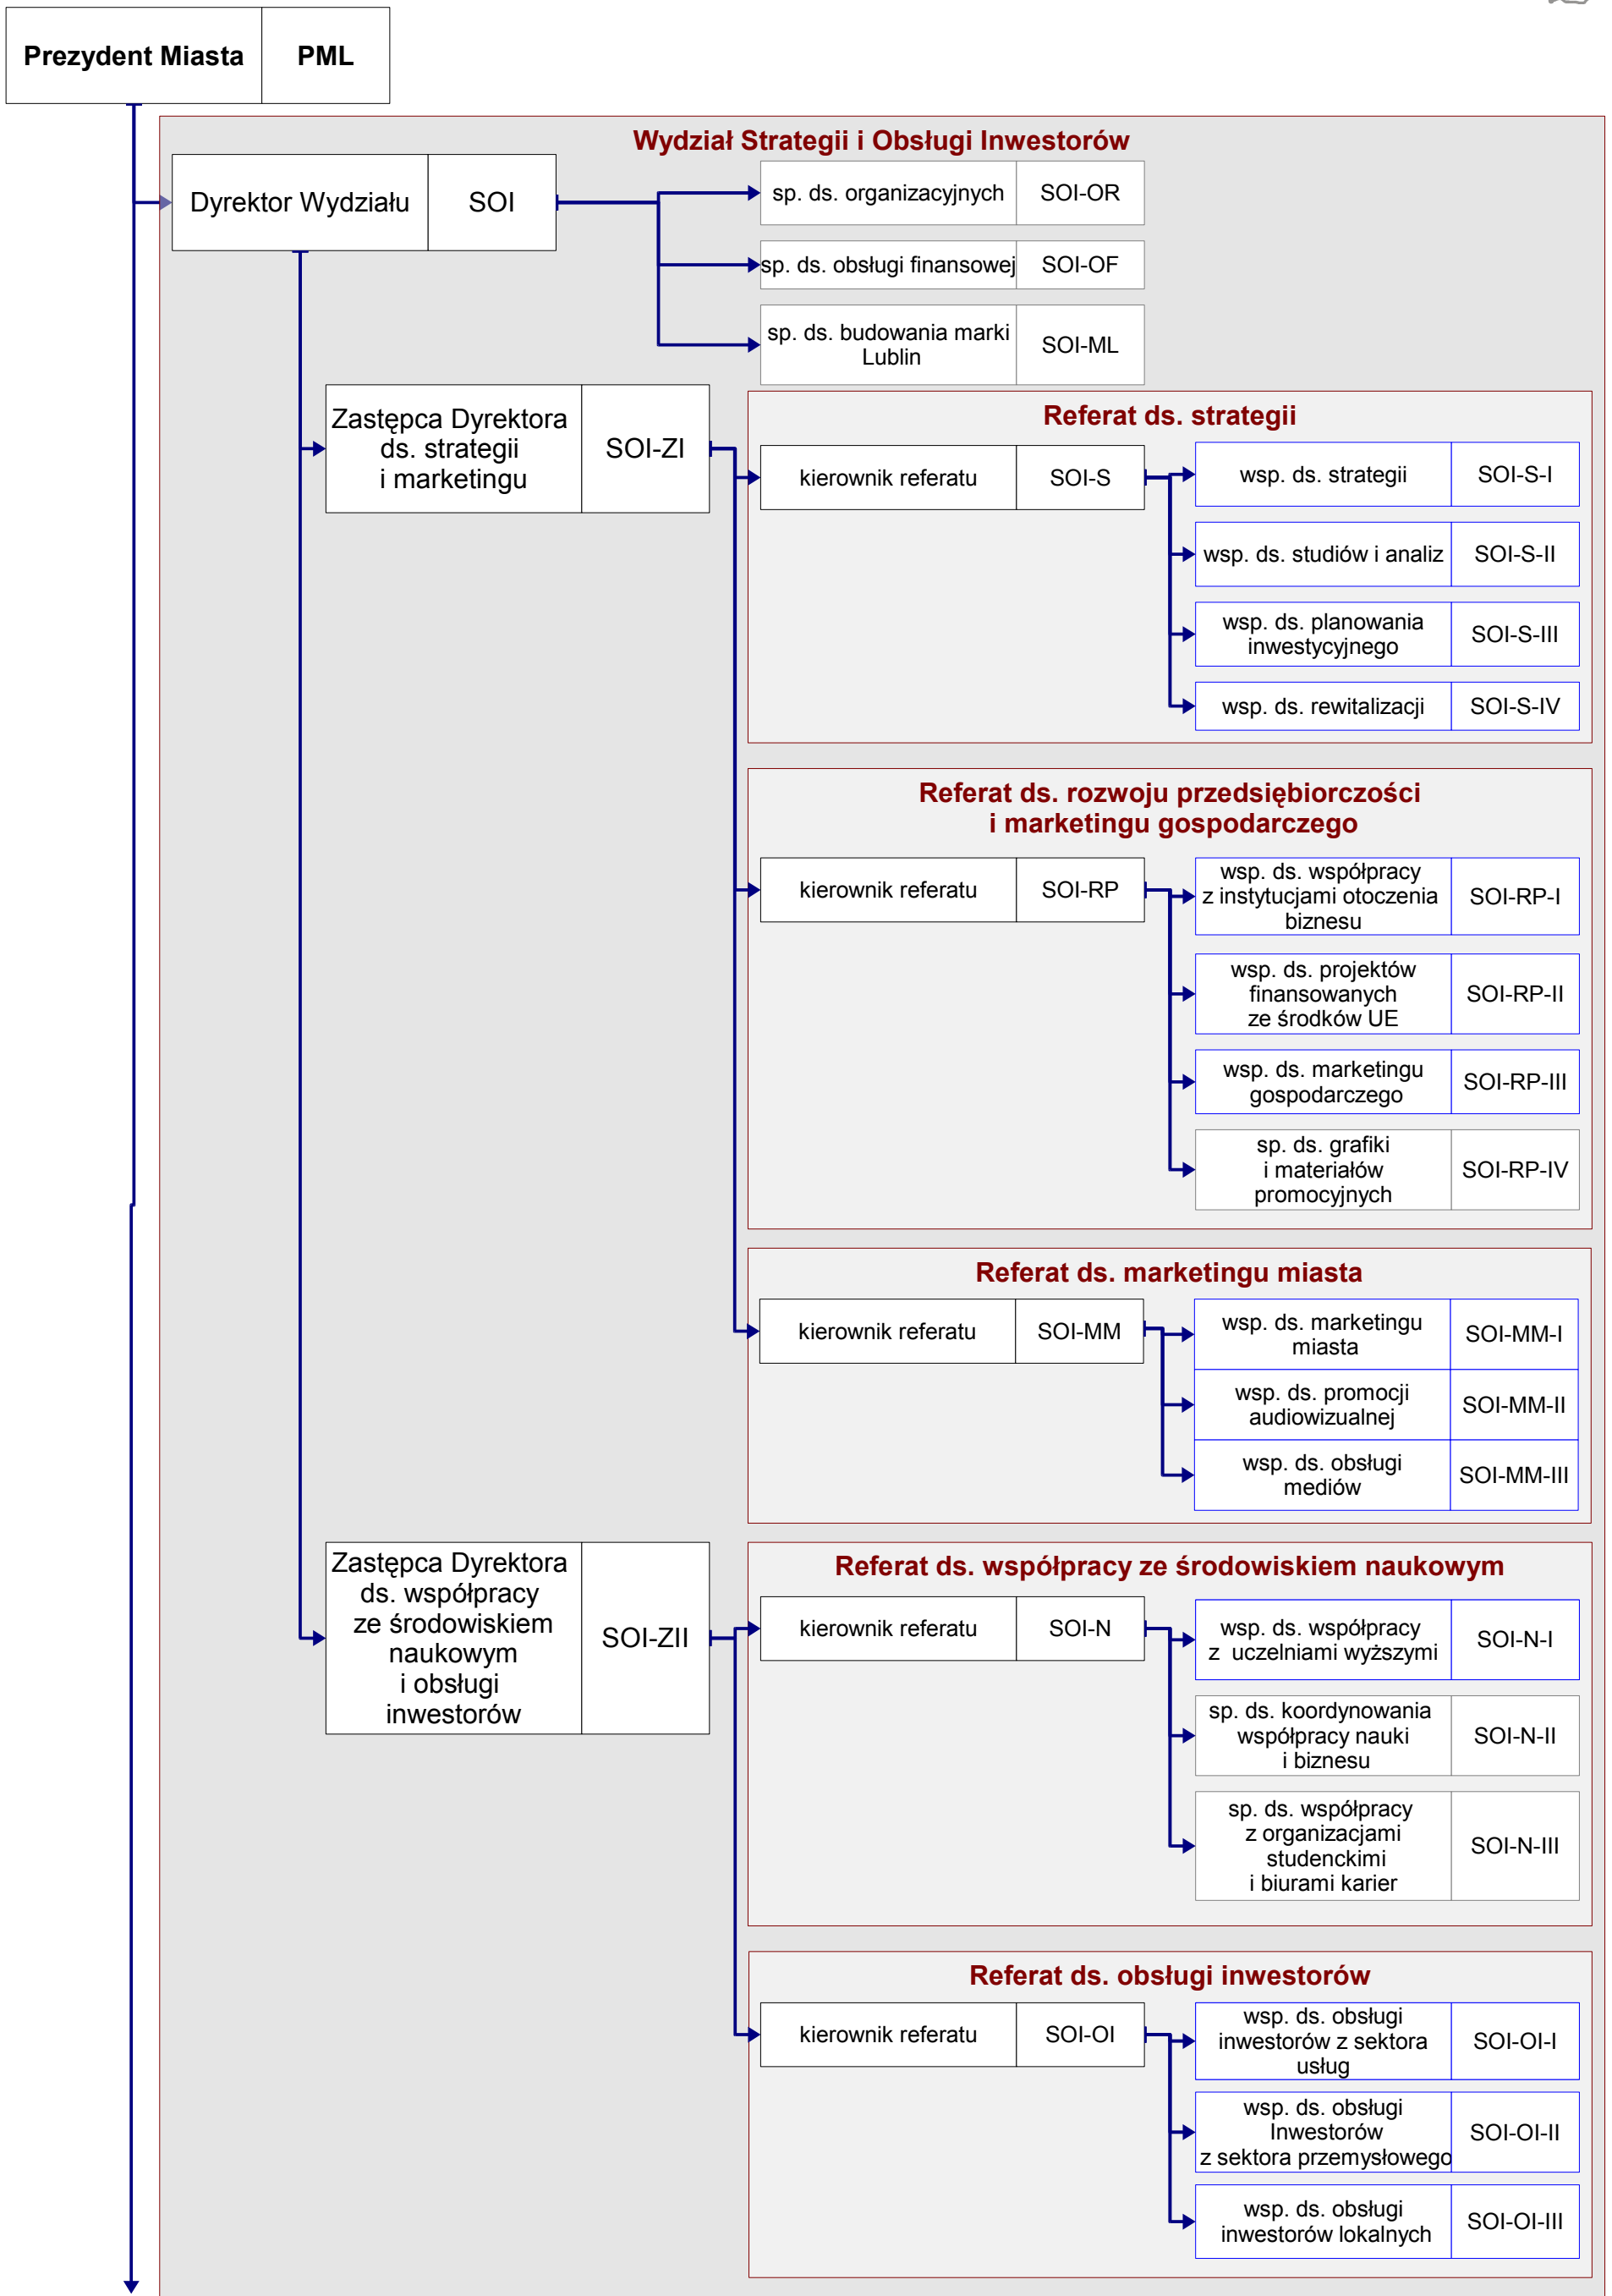 Prezydent Miasta
PML
Wydział Strategii i Obsługi Inwestorów
Dyrektor Wydziału
SOI
sp. ds. organizacyjnych
SOI-OR
sp. ds. obsługi finansowej
SOI-OF
sp. ds. budowania marki
Lublin
SOI-ML
Zastępca Dyrektora
ds. strategii
i marketingu
SOI-ZI
Referat ds. strategii
kierownik referatu
SOI-S
wsp. ds. strategii
SOI-S-I
wsp. ds. studiów i analiz
SOI-S-II
wsp. ds. planowania
inwestycyjnego
SOI-S-III
wsp. ds. rewitalizacji
SOI-S-IV
Referat ds. rozwoju przedsiębiorczości
i marketingu gospodarczego
kierownik referatu
SOI-RP
wsp. ds. współpracy
z instytucjami otoczenia
biznesu
SOI-RP-I
wsp. ds. projektów
finansowanych
ze środków UE
SOI-RP-II
wsp. ds. marketingu
gospodarczego
SOI-RP-III
sp. ds. grafiki
i materiałów
promocyjnych
SOI-RP-IV
Referat ds. marketingu miasta
kierownik referatu
SOI-MM
wsp. ds. marketingu
miasta
SOI-MM-I
wsp. ds. promocji
audiowizualnej
SOI-MM-II
wsp. ds. obsługi
mediów
SOI-MM-III
Zastępca Dyrektora
ds. współpracy
ze środowiskiem
naukowym
i obsługi
inwestorów
SOI-ZII
Referat ds. współpracy ze środowiskiem naukowym
kierownik referatu
SOI-N
wsp. ds. współpracy
z uczelniami wyższymi
SOI-N-I
sp. ds. koordynowania
współpracy nauki
i biznesu
SOI-N-II
sp. ds. współpracy
z organizacjami
studenckimi
i biurami karier
SOI-N-III
Referat ds. obsługi inwestorów
kierownik referatu
SOI-OI
wsp. ds. obsługi
inwestorów z sektora
usług
SOI-OI-I
wsp. ds. obsługi
Inwestorów
z sektora przemysłowego
SOI-OI-II
wsp. ds. obsługi
inwestorów lokalnych
SOI-OI-III